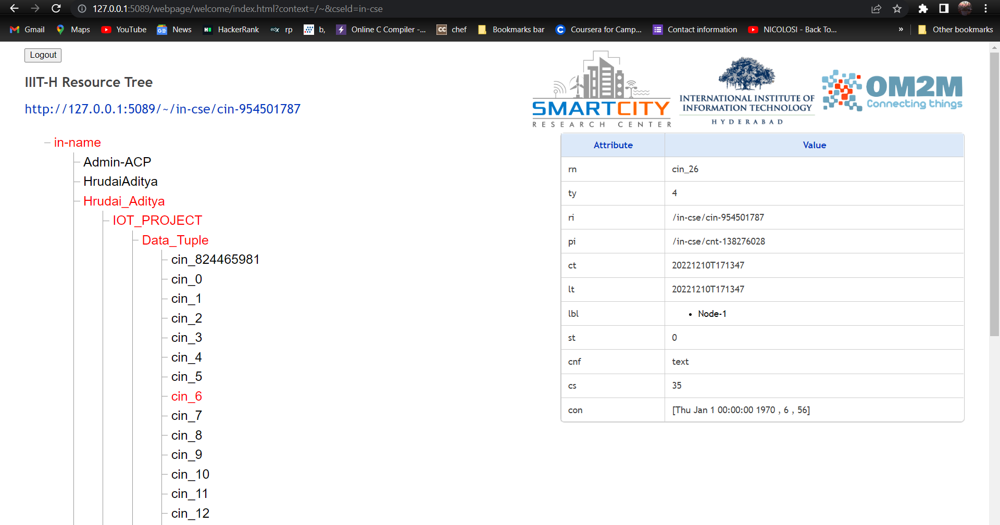 127.0.0.1:5089/webpage/welcome/index.html?context=/~&cseId=in-cse
Gmail Maps YouTube News HackerRank edx rp b, Online C Compiler -... CC chef Bookmarks bar Coursera for Camp... Contact information NICOLOSI - Back To... » Other bookmarks
Logout
IIIT-H Resource Tree
http://127.0.0.1:5089/~/in-cse/cin-954501787
SMARTCITY
RESEARCH CENTER
INTERNATIONAL INSTITUTE OF
INFORMATION TECHNOLOGY
HYDERABAD
OM2M
Connecting things
in-name
Admin-ACP
HrudaiAditya
Hrudai_Aditya
IOT_PROJECT
Data_Tuple
cin_824465981
cin_0
cin_1
cin_2
cin_3
cin_4
cin_5
cin_6
cin_7
cin_8
cin_9
cin_10
cin_11
cin_12
Attribute Value
rn cin_26
ty 4
ri /in-cse/cin-954501787
pi /in-cse/cnt-138276028
ct 20221210T171347
lt 20221210T171347
lbl • Node-1
st 0
cnf text
cs 35
con [Thu Jan 1 00:00:00 1970 , 6 , 56]